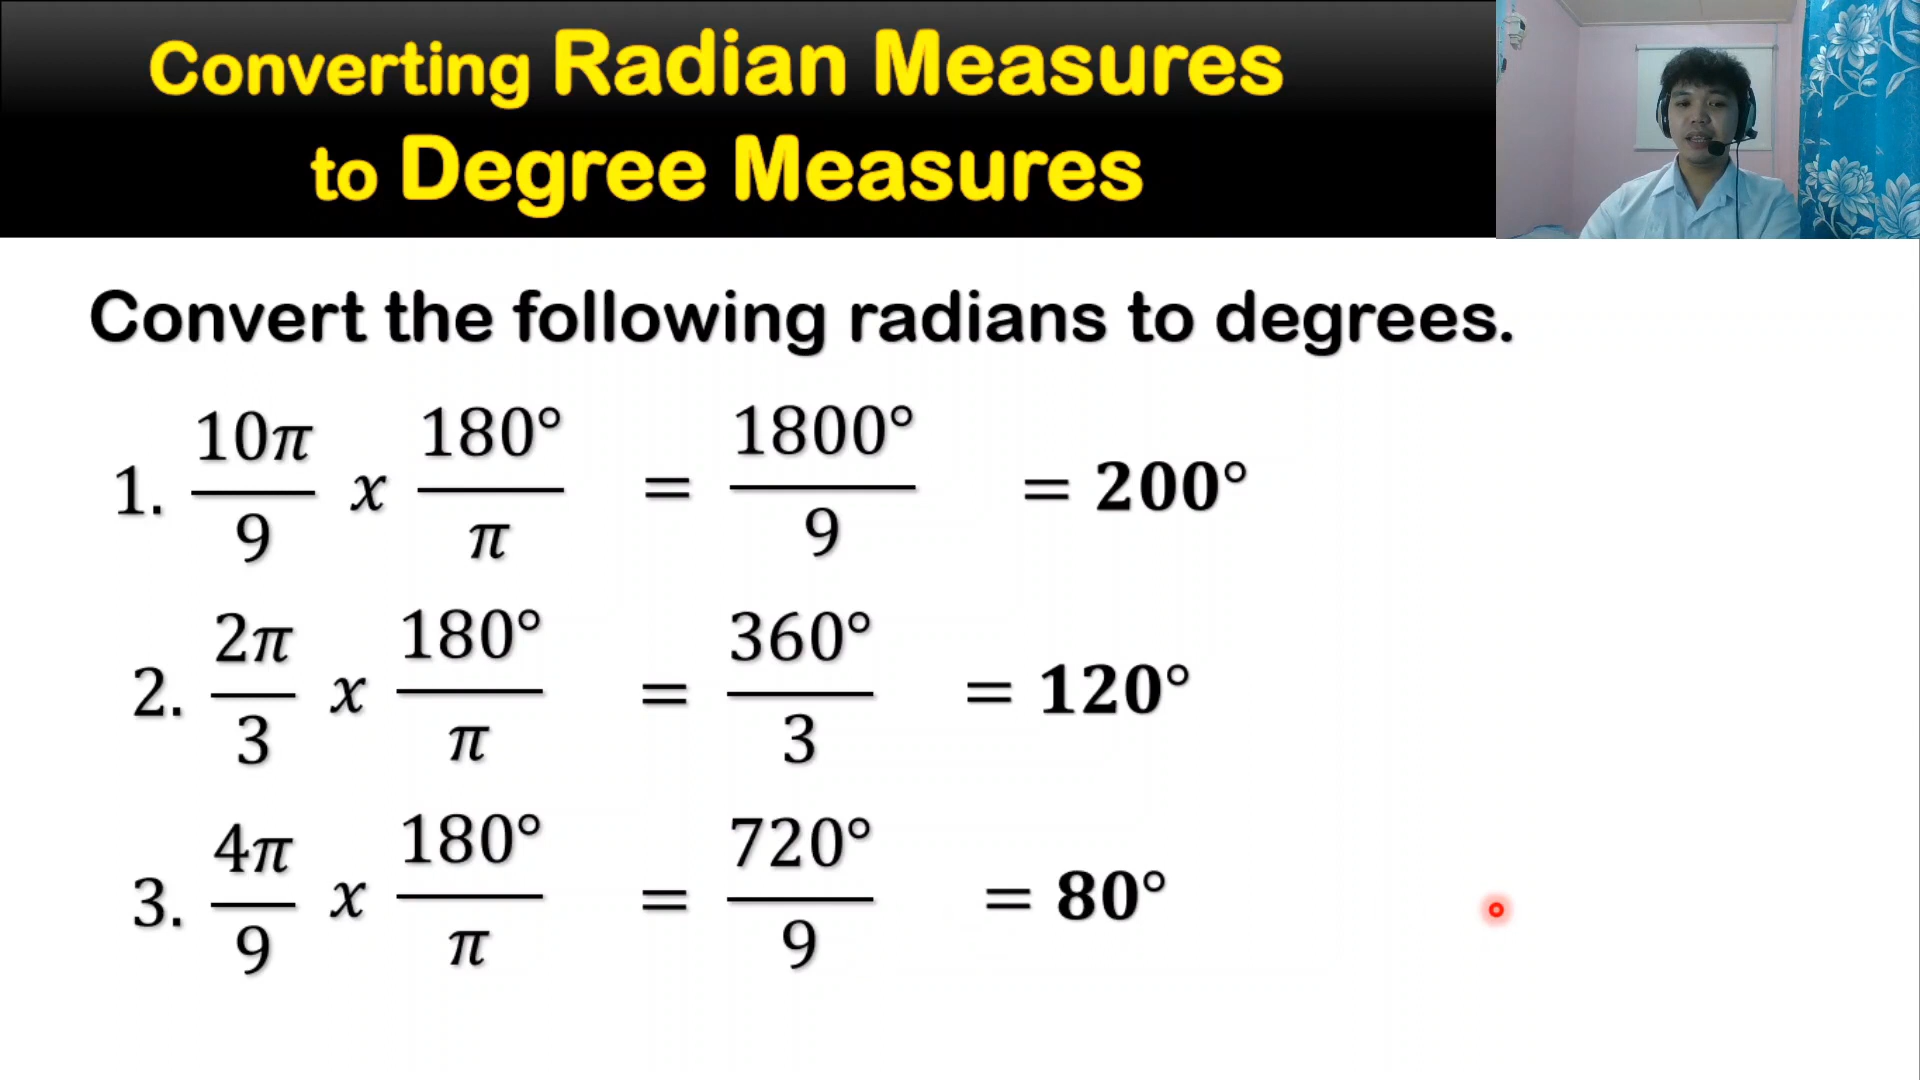 Converting Radian Measures
to Degree Measures
Convert the following radians to degrees.
1. 10π/9 x 180°/π = 1800°/9 = 200°
2. 2π/3 x 180°/π = 360°/3 = 120°
3. 4π/9 x 180°/π = 720°/9 = 80°